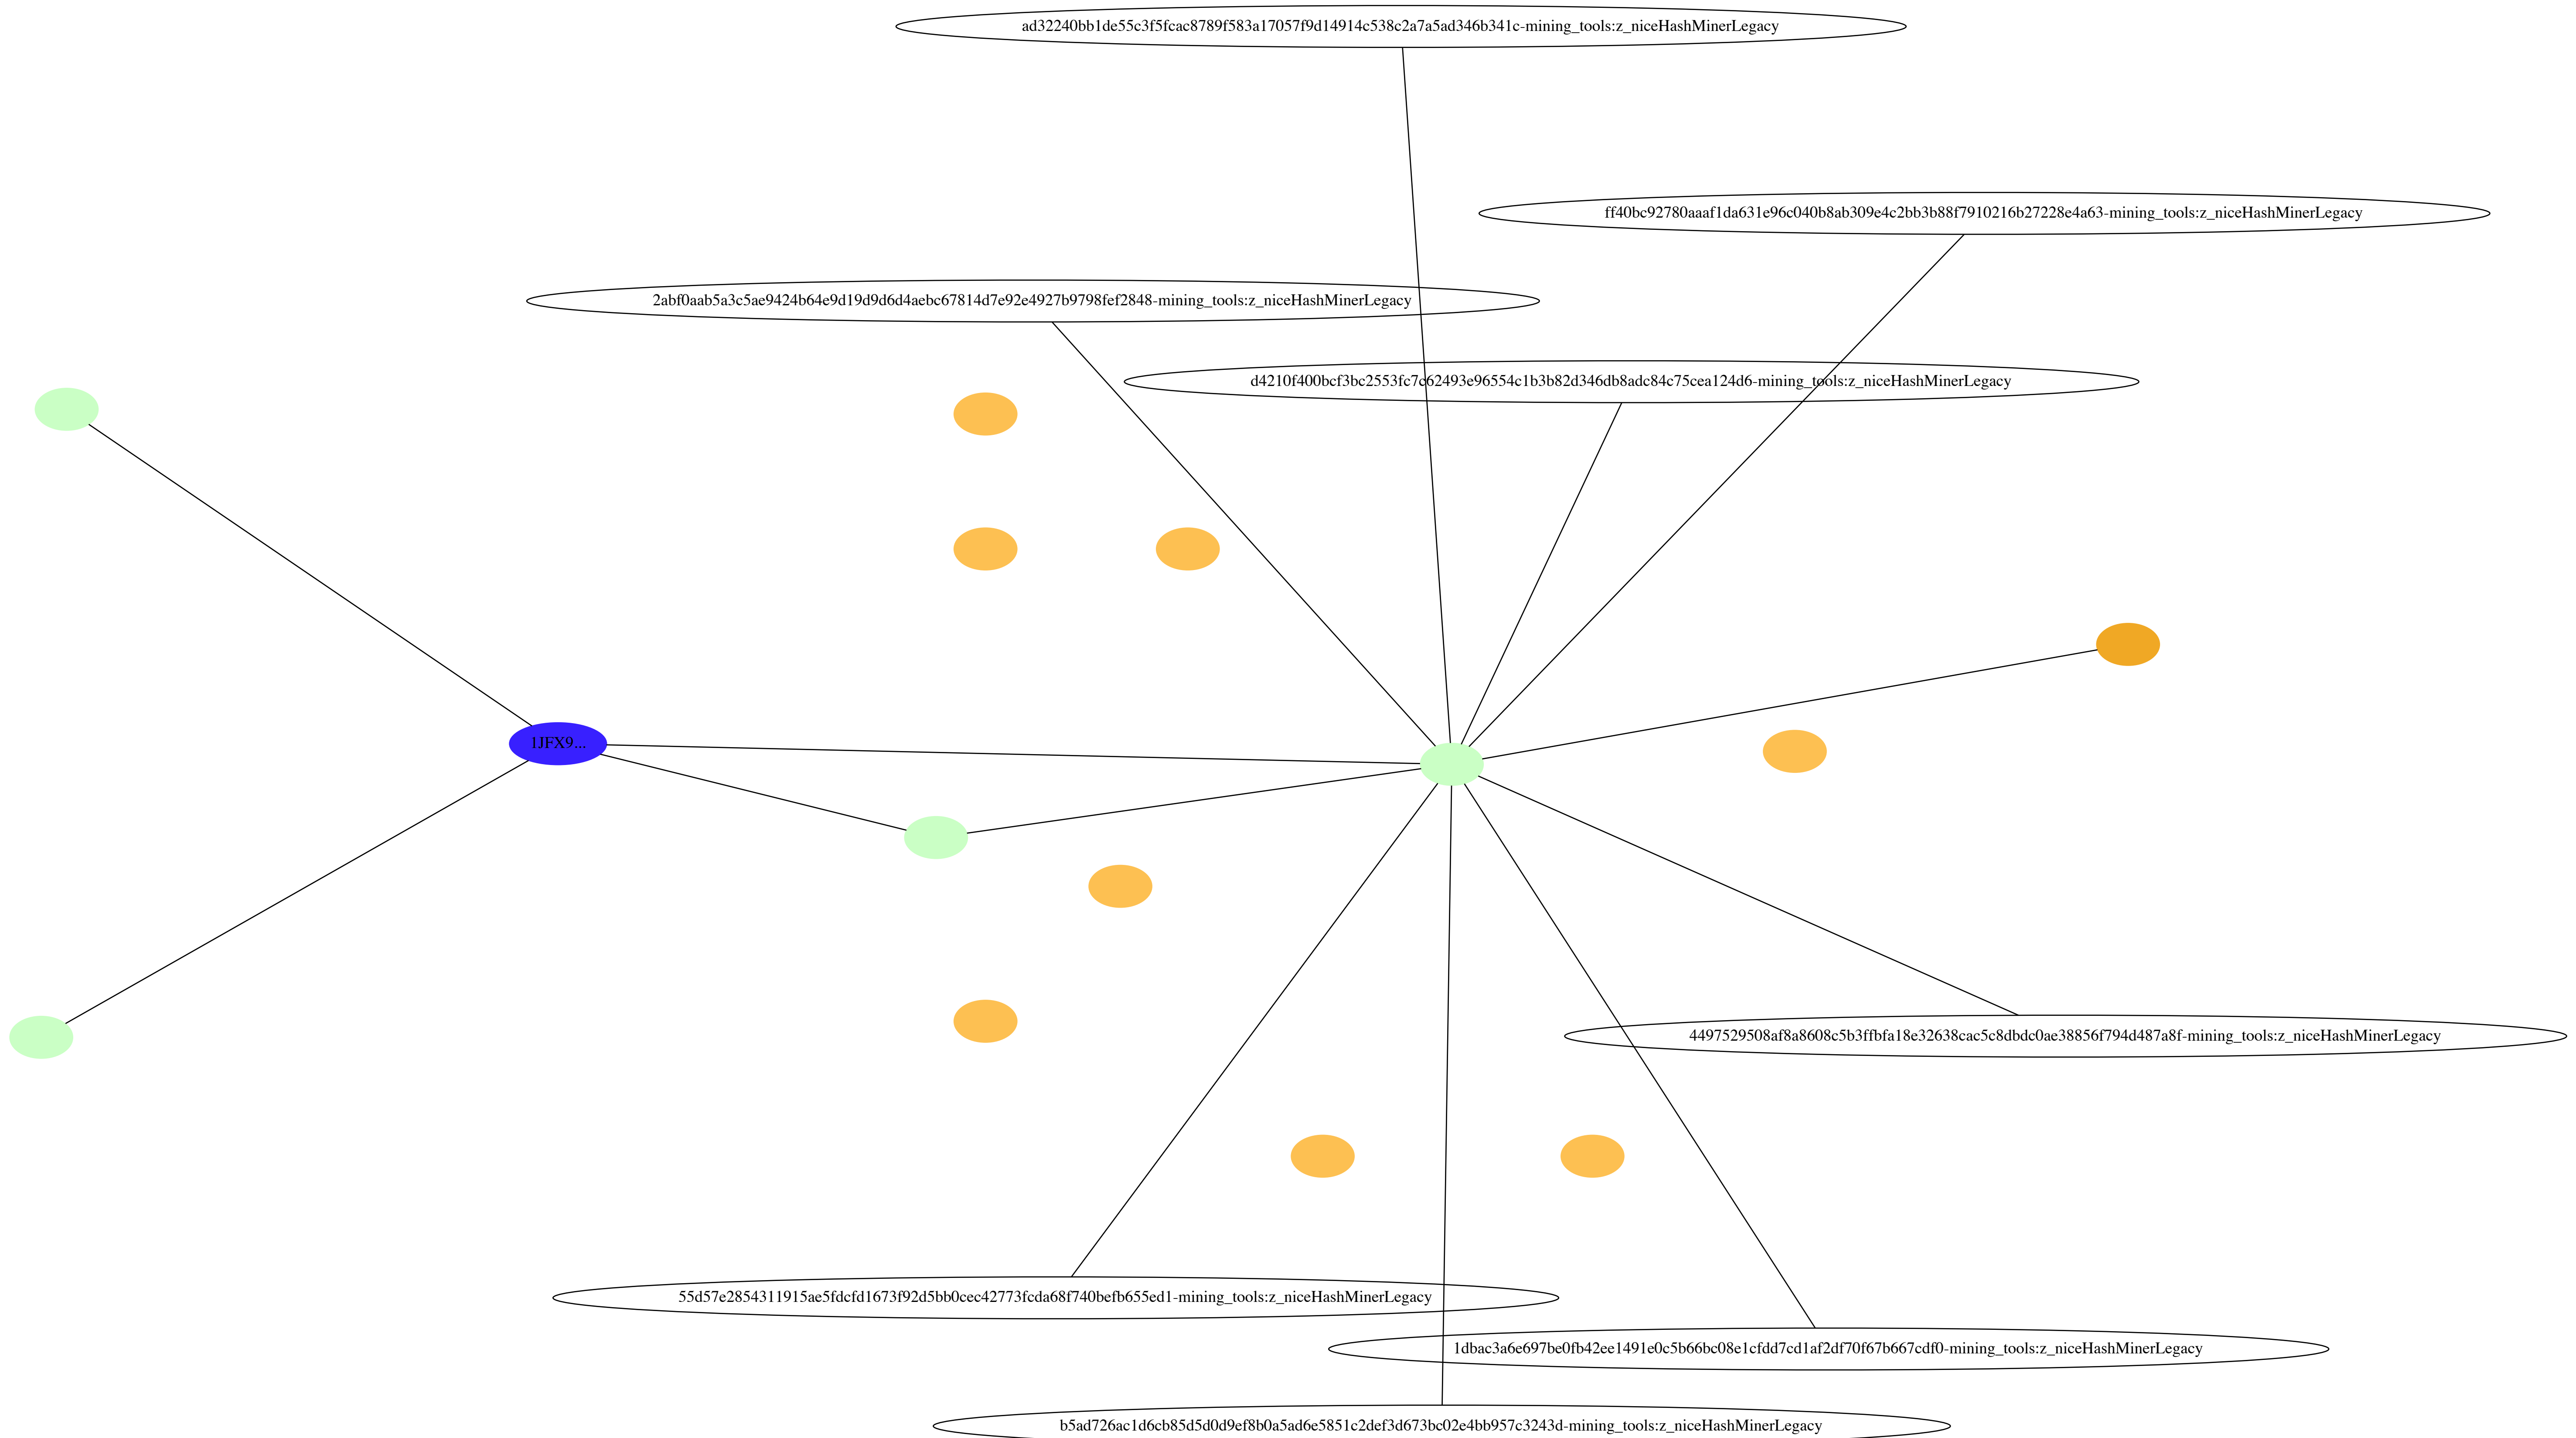 ad32240bb1de55c3f5fcac8789f583a17057f9d14914c538c2a7a5ad346b341c-mining_tools:z_niceHashMinerLegacy
ff40bc92780aaaf1da631e96c040b8ab309e4c2bb3b88f7910216b27228e4a63-mining_tools:z_niceHashMinerLegacy
2abf0aab5a3c5ae9424b64e9d19d9d6d4aebc67814d7e92e4927b9798fef2848-mining_tools:z_niceHashMinerLegacy
d4210f400bcf3bc2553fc7c62493e96554c1b3b82d346db8adc84c75cea124d6-mining_tools:z_niceHashMinerLegacy
1JFX9...
4497529508af8a8608c5b3ffbfa18e32638cac5c8dbdc0ae38856f794d487a8f-mining_tools:z_niceHashMinerLegacy
55d57e2854311915ae5fdcfd1673f92d5bb0cec42773fcda68f740befb655ed1-mining_tools:z_niceHashMinerLegacy
1dbac3a6e697be0fb42ee1491e0c5b66bc08e1cfdd7cd1af2df70f67b667cdf0-mining_tools:z_niceHashMinerLegacy
b5ad726ac1d6cb85d5d0d9ef8b0a5ad6e5851c2def3d673bc02e4bb957c3243d-mining_tools:z_niceHashMinerLegacy